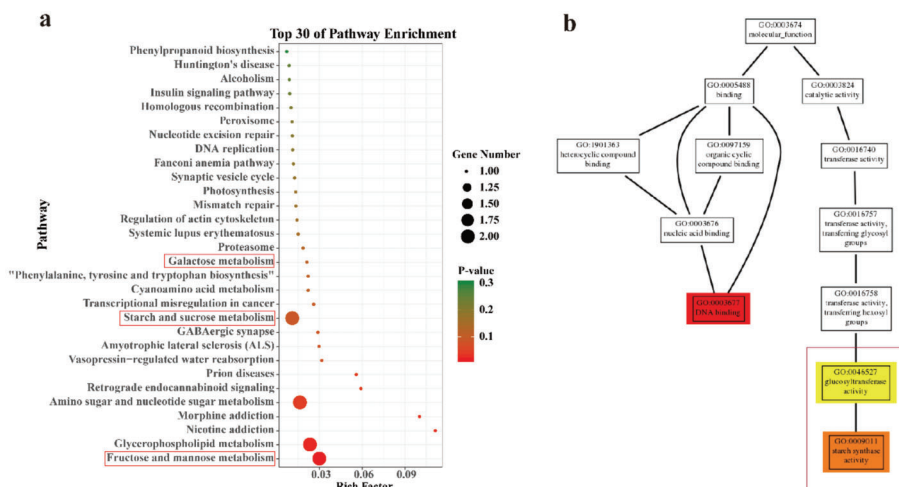 a
Top 30 of Pathway Enrichment
Phenylpropanoid biosynthesis
Huntington's disease
Alcoholism
Insulin signaling pathway
Homologous recombination
Peroxisome
Nucleotide excision repair
DNA replication
Fanconi anemia pathway
Synaptic vesicle cycle
Photosynthesis
Mismatch repair
Regulation of actin cytoskeleton
Systemic lupus erythematosus
Proteasome
Galactose metabolism
"Phenylalanine, tyrosine and tryptophan biosynthesis"
Cyanoamino acid metabolism
Transcriptional misregulation in cancer
Starch and sucrose metabolism
GABAergic synapse
Amyotrophic lateral sclerosis (ALS)
Vasopressin−regulated water reabsorption
Prion diseases
Retrograde endocannabinoid signaling
Amino sugar and nucleotide sugar metabolism
Morphine addiction
Nicotine addiction
Glycerophospholipid metabolism
Fructose and mannose metabolism
Pathway
0.03 0.06 0.09
Rich Factor
Gene Number
1.00
1.25
1.50
1.75
2.00
P-value
0.3
0.2
0.1
b
GO:0003674
molecular_function
GO:0005488
binding
GO:0003824
catalytic activity
GO:1901363
heterocyclic compound
binding
GO:0097159
organic cyclic
compound binding
GO:0016740
transferase activity
GO:0003676
nucleic acid binding
GO:0016757
transferase activity,
transferring glycosyl
groups
GO:0003677
DNA binding
GO:0016758
transferase activity,
transferring hexosyl
groups
GO:0046527
glucosyltransferase
activity
GO:0009011
starch synthase
activity